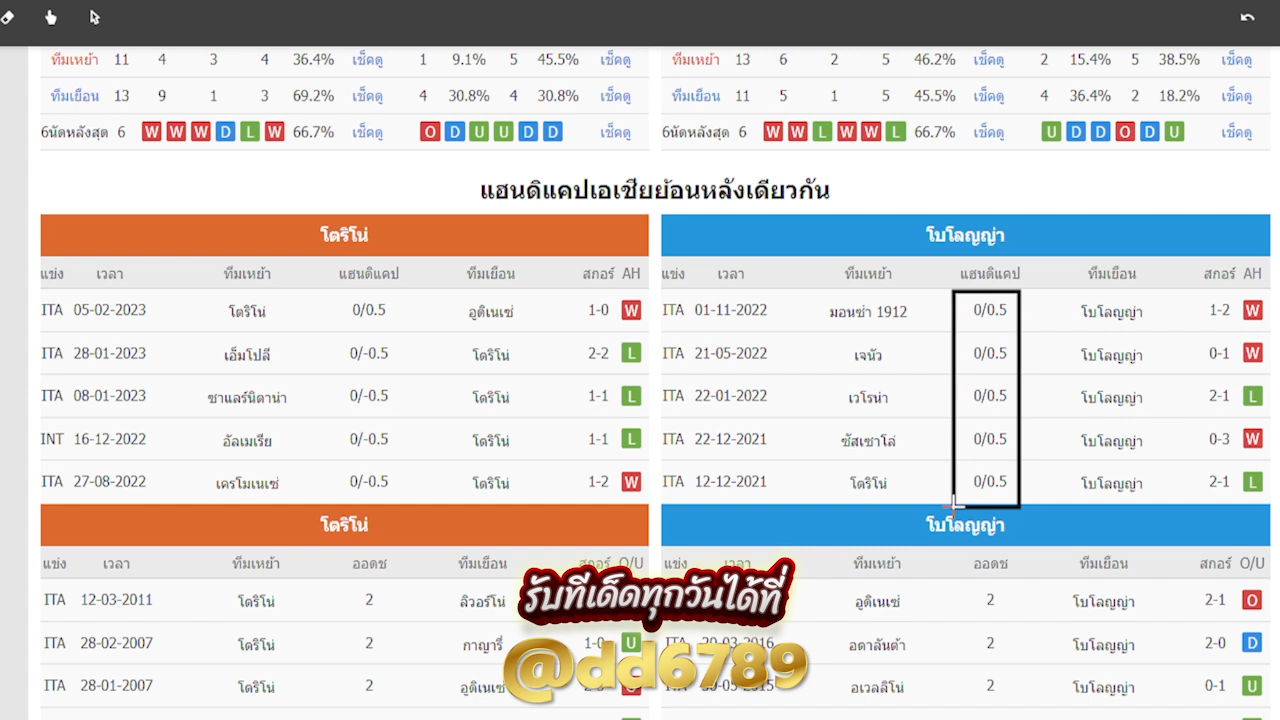 ทีมเหย้า 11 4 3 4 36.4% เช็คดู 1 9.1% 5 45.5% เช็คดู
ทีมเหย้า 13 6 2 5 46.2% เช็คดู 2 15.4% 5 38.5% เช็คดู
ทีมเยือน 13 9 1 3 69.2% เช็คดู 4 30.8% 4 30.8% เช็คดู
ทีมเยือน 11 5 1 5 45.5% เช็คดู 4 36.4% 2 18.2% เช็คดู
6นัดหลังสุด 6 W W W D L W 66.7% เช็คดู O D U U D D เช็คดู
6นัดหลังสุด 6 W W L W W L 66.7% เช็คดู U D D O D U เช็คดู
แฮนดิแคปเอเชียย้อนหลังเดียวกัน
โตริโน่
แข่ง เวลา ทีมเหย้า แฮนดิแคป ทีมเยือน สกอร์ AH
ITA 05-02-2023 โตริโน่ 0/0.5 อูดิเนเซ่ 1-0 W
ITA 28-01-2023 เอ็มโปลี 0/-0.5 โตริโน่ 2-2 L
ITA 08-01-2023 ซาแลร์นิตาน่า 0/-0.5 โตริโน่ 1-1 L
INT 16-12-2022 อัลเมเรีย 0/-0.5 โตริโน่ 1-1 L
ITA 27-08-2022 เครโมเนเซ่ 0/-0.5 โตริโน่ 1-2 W
โบโลญญ่า
แข่ง เวลา ทีมเหย้า แฮนดิแคป ทีมเยือน สกอร์ AH
ITA 01-11-2022 มอนซ่า 1912 0/0.5 โบโลญญ่า 1-2 W
ITA 21-05-2022 เจนัว 0/0.5 โบโลญญ่า 0-1 W
ITA 22-01-2022 เวโรน่า 0/0.5 โบโลญญ่า 2-1 L
ITA 22-12-2021 ซัสเซาโล่ 0/0.5 โบโลญญ่า 0-3 W
ITA 12-12-2021 โตริโน่ 0/0.5 โบโลญญ่า 2-1 L
โตริโน่
แข่ง เวลา ทีมเหย้า ออดซ ทีมเยือน สกอร์ O/U
ITA 12-03-2011 โตริโน่ 2 ลิวอร์โน่
ITA 28-02-2007 โตริโน่ 2 กาญารี่ 1-0 U
ITA 28-01-2007 โตริโน่ 2 อูดิเนเซ่
โบโลญญ่า
แข่ง เวลา ทีมเหย้า ออดซ ทีมเยือน สกอร์ O/U
อูดิเนเซ่ 2 โบโลญญ่า 2-1 O
อตาลันต้า 2 โบโลญญ่า 2-0 D
อเวลลิโน่ 2 โบโลญญ่า 0-1 U
รับทีเด็ดทุกวันได้ที่
@dd6789